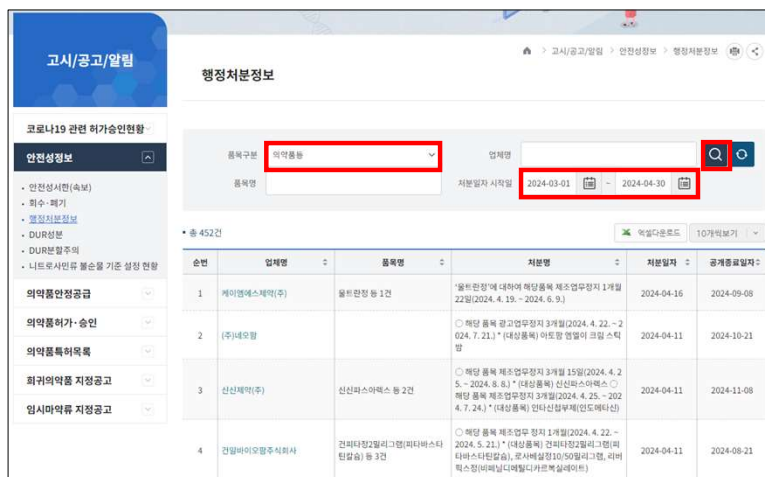 고시/공고/알림
고시/공고/알림 > 안전성정보 > 행정처분정보
행정처분정보
코로나19 관련 허가승인현황
안전성정보
• 안전성서한(속보)
• 회수·폐기
• 행정처분정보
• DUR성분
• DUR분할주의
• 니트로사민류 불순물 기준 설정 현황
의약품안정공급
의약품허가·승인
의약품특허목록
희귀의약품 지정공고
임시마약류 지정공고
품목구분 의약품등 업체명
품목명 처분일자 시작일 2024-03-01 ~ 2024-04-30
• 총 452건 엑셀다운로드 10개씩보기
순번 업체명 품목명 처분명 처분일자 공개종료일자
1 케이엠에스제약(주) 울트란정 등 1건 '울트란정'에 대하여 해당품목 제조업무정지 1개월
22일(2024. 4. 19. ~ 2024. 6. 9.) 2024-04-16 2024-09-08
2 (주)네오팜 ○ 해당 품목 광고업무정지 3개월(2024. 4. 22. ~ 2
024. 7. 21.) * (대상품목) 아토팜 엠엘이 크림 스틱
밤 2024-04-11 2024-10-21
3 신신제약(주) 신신파스아렉스 등 2건 ○ 해당 품목 제조업무정지 3개월 15일(2024. 4. 2
5. ~ 2024. 8. 8.) * (대상품목) 신신파스아렉스 ○
해당 품목 제조업무정지 3개월(2024. 4. 25. ~ 202
4. 7. 24.) * (대상품목) 인타신첩부제(인도메타신) 2024-04-11 2024-11-08
4 건일바이오팜주식회사 건피타정2밀리그램(피타바스타
틴칼슘) 등 3건 ○ 해당 품목 제조업무 정지 1개월(2024. 4. 22. ~
2024. 5. 21.) * (대상품목) 건피타정2밀리그램(피
타바스타틴칼슘), 로사베실정10/50밀리그램, 리버
픽스정(비페닐디메틸디카르복실레이트) 2024-04-11 2024-08-21